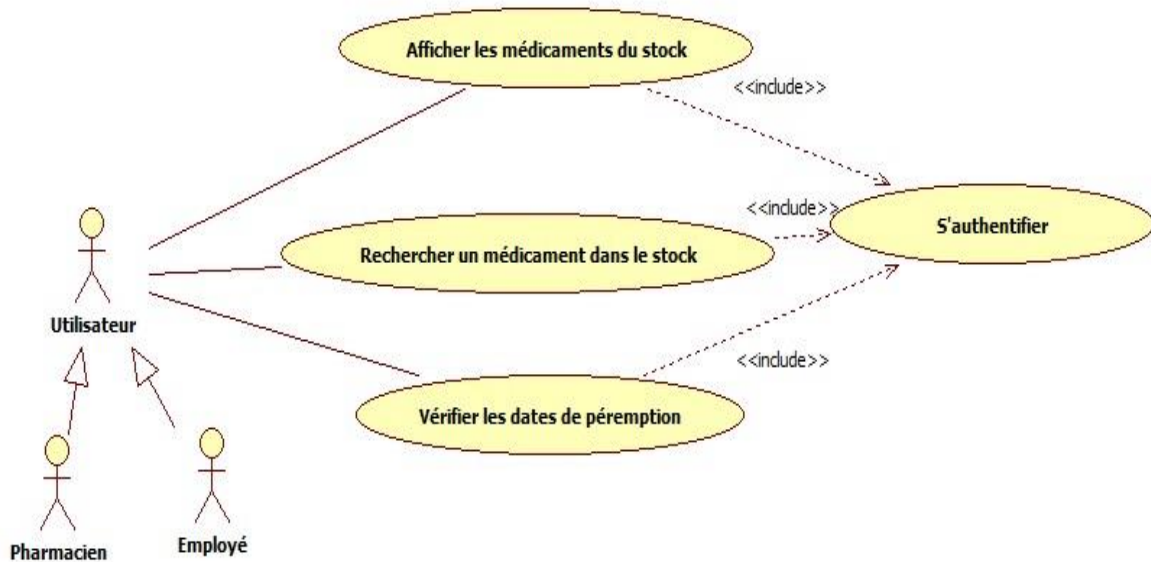 Afficher les médicaments du stock
<<include>>
<<include>>
S'authentifier
Rechercher un médicament dans le stock
Utilisateur
<<include>>
Vérifier les dates de péremption
Pharmacien
Employé